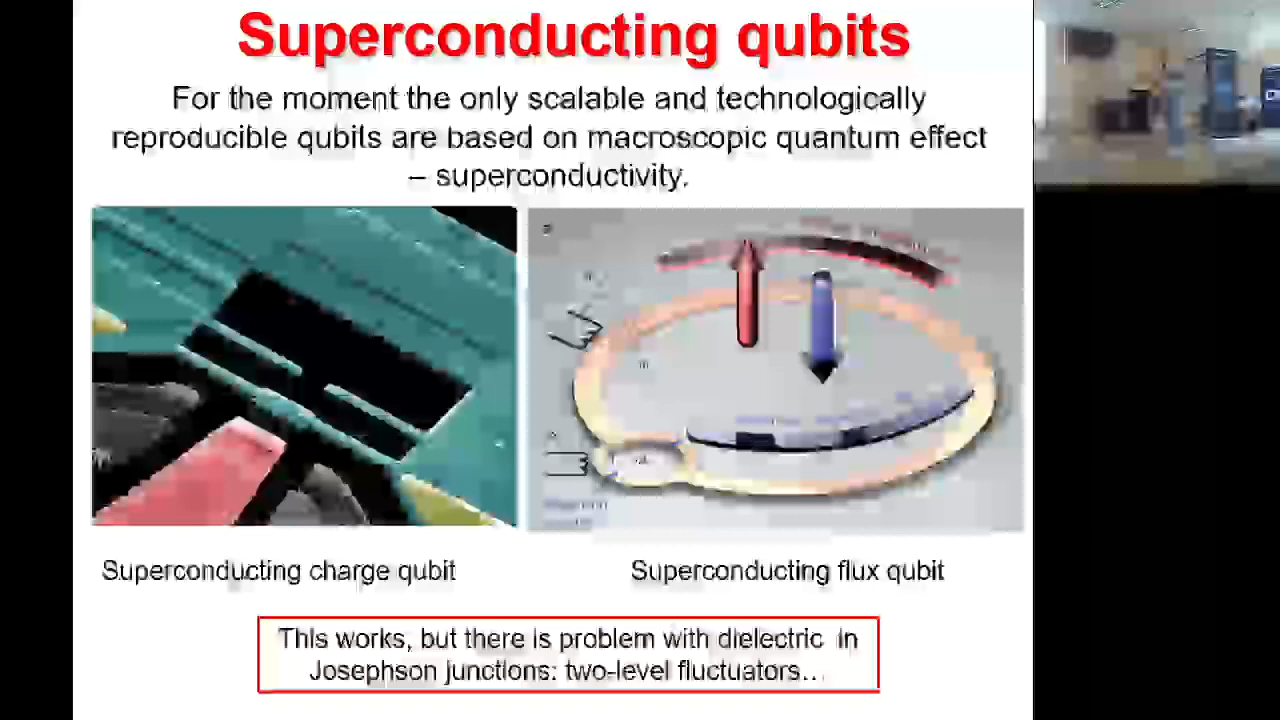 Superconducting qubits
For the moment the only scalable and technologically
reproducible qubits are based on macroscopic quantum effect
– superconductivity.
Superconducting charge qubit
Superconducting flux qubit
This works, but there is problem with dielectric in
Josephson junctions: two-level fluctuators…